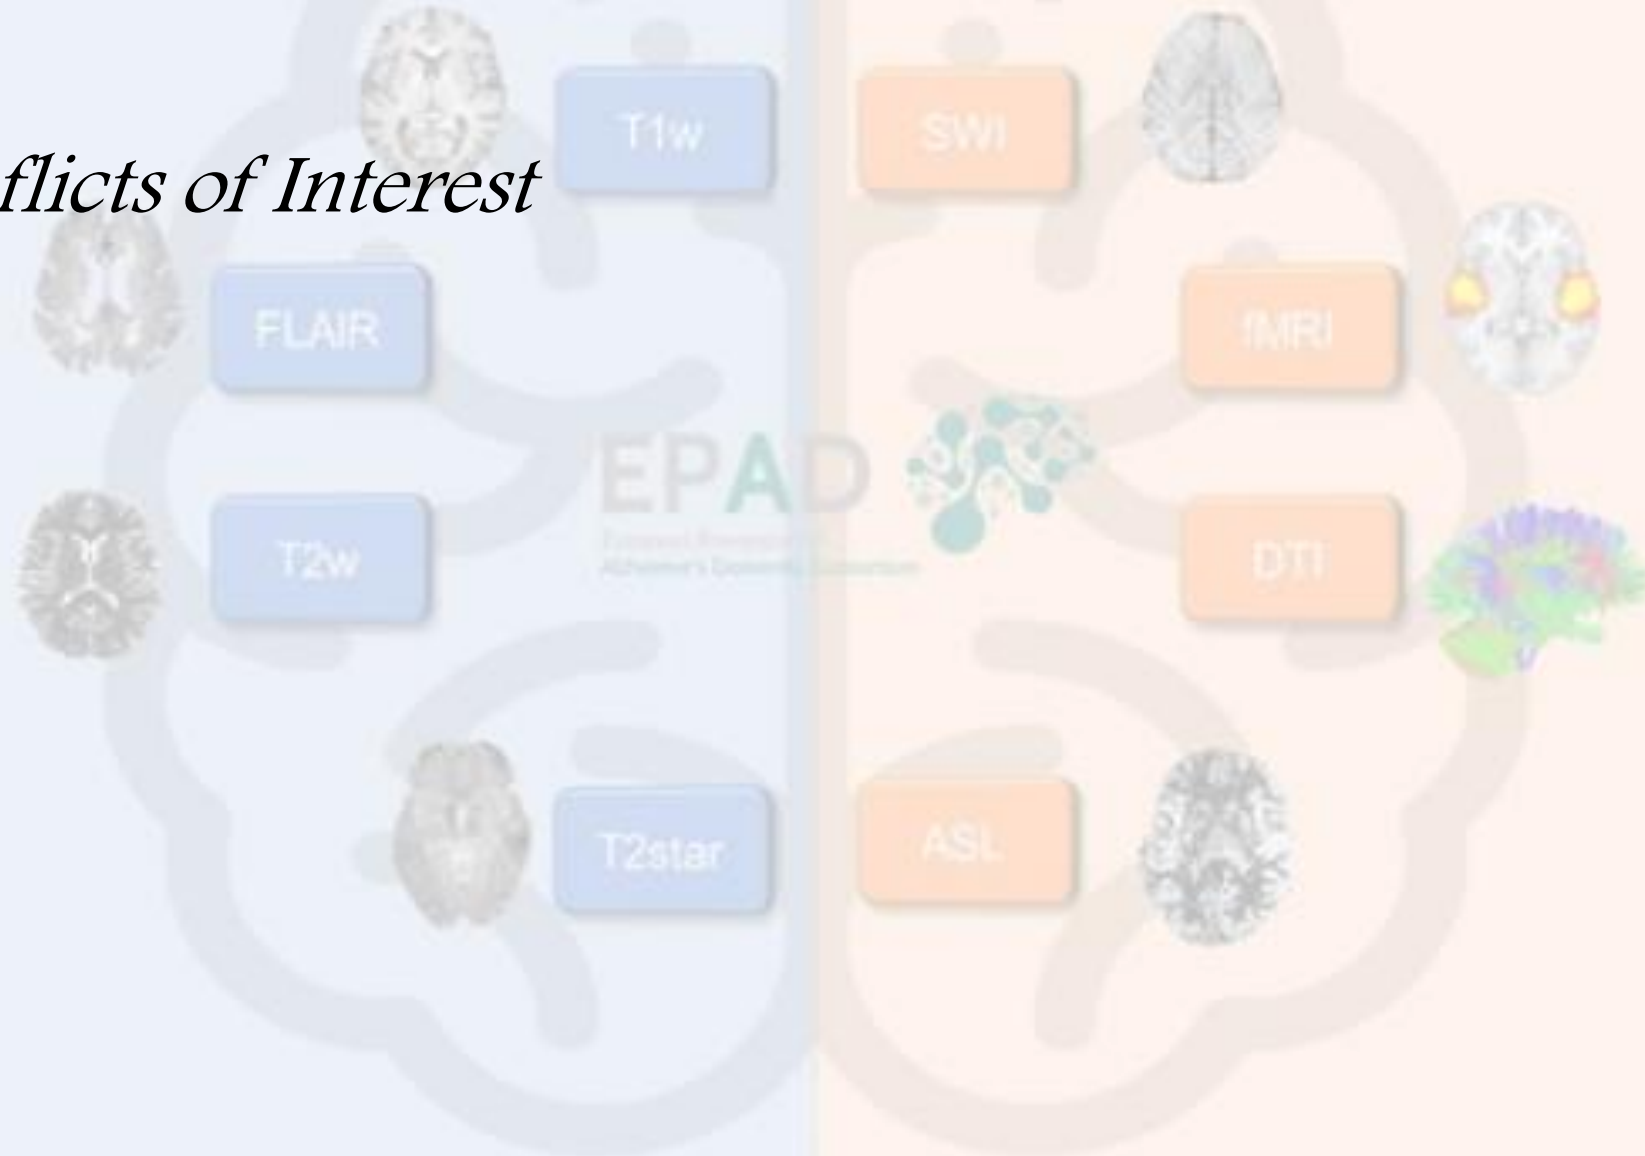 T1w
SWI
flicts of Interest
FLAIR
fMRI
EPAD
T2w
DTI
T2star
ASL